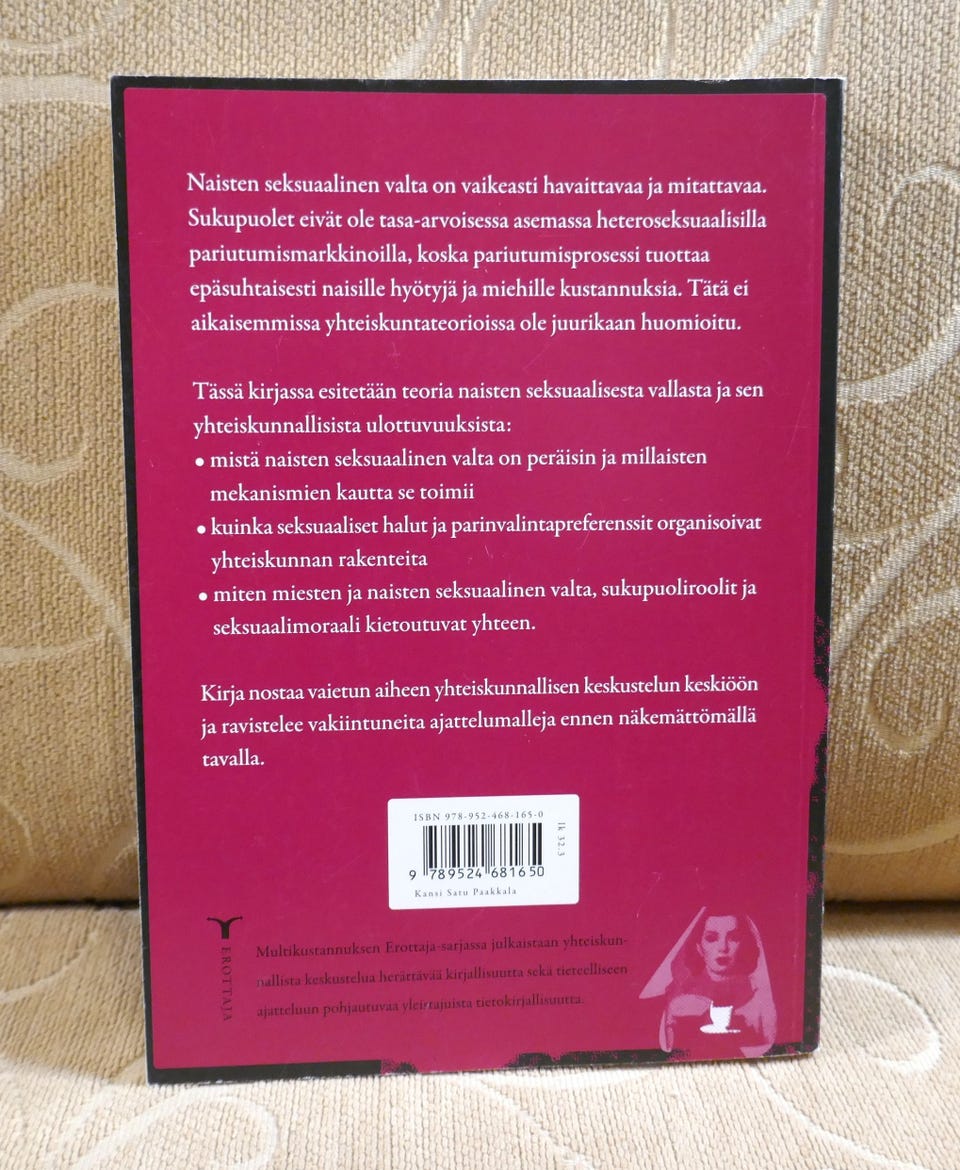 Naisten seksuaalinen valta on vaikeasti havaittavaa ja mitattavaa.
Sukupuolet eivät ole tasa-arvoisessa asemassa heteroseksuaalisilla
pariutumismarkkinoilla, koska pariutumisprosessi tuottaa
epäsuhtaisesti naisille hyötyjä ja miehille kustannuksia. Tätä ei
aikaisemmissa yhteiskuntateorioissa ole juurikaan huomioitu.
Tässä kirjassa esitetään teoria naisten seksuaalisesta vallasta ja sen
yhteiskunnallisista ulottuvuuksista:
• mistä naisten seksuaalinen valta on peräisin ja millaisten
mekanismien kautta se toimii
• kuinka seksuaaliset halut ja parinvalintapreferenssit organisoivat
yhteiskunnan rakenteita
• miten miesten ja naisten seksuaalinen valta, sukupuoliroolit ja
seksuaalimoraali kietoutuvat yhteen.
Kirja nostaa vaietun aiheen yhteiskunnallisen keskustelun keskiöön
ja ravistelee vakiintuneita ajattelumalleja ennen näkemättömällä
tavalla.
ISBN 978-952-468-165-0
lk 32.3
9 789524 681650
Kansi Satu Paakkala
EROTTAJA
Multikustannuksen Erottaja-sarjassa julkaistaan yhteiskun-
nallista keskustelua herättävää kirjallisuutta sekä tieteelliseen
ajatteluun pohjautuvaa yleistajuista tietokirjallisuutta.